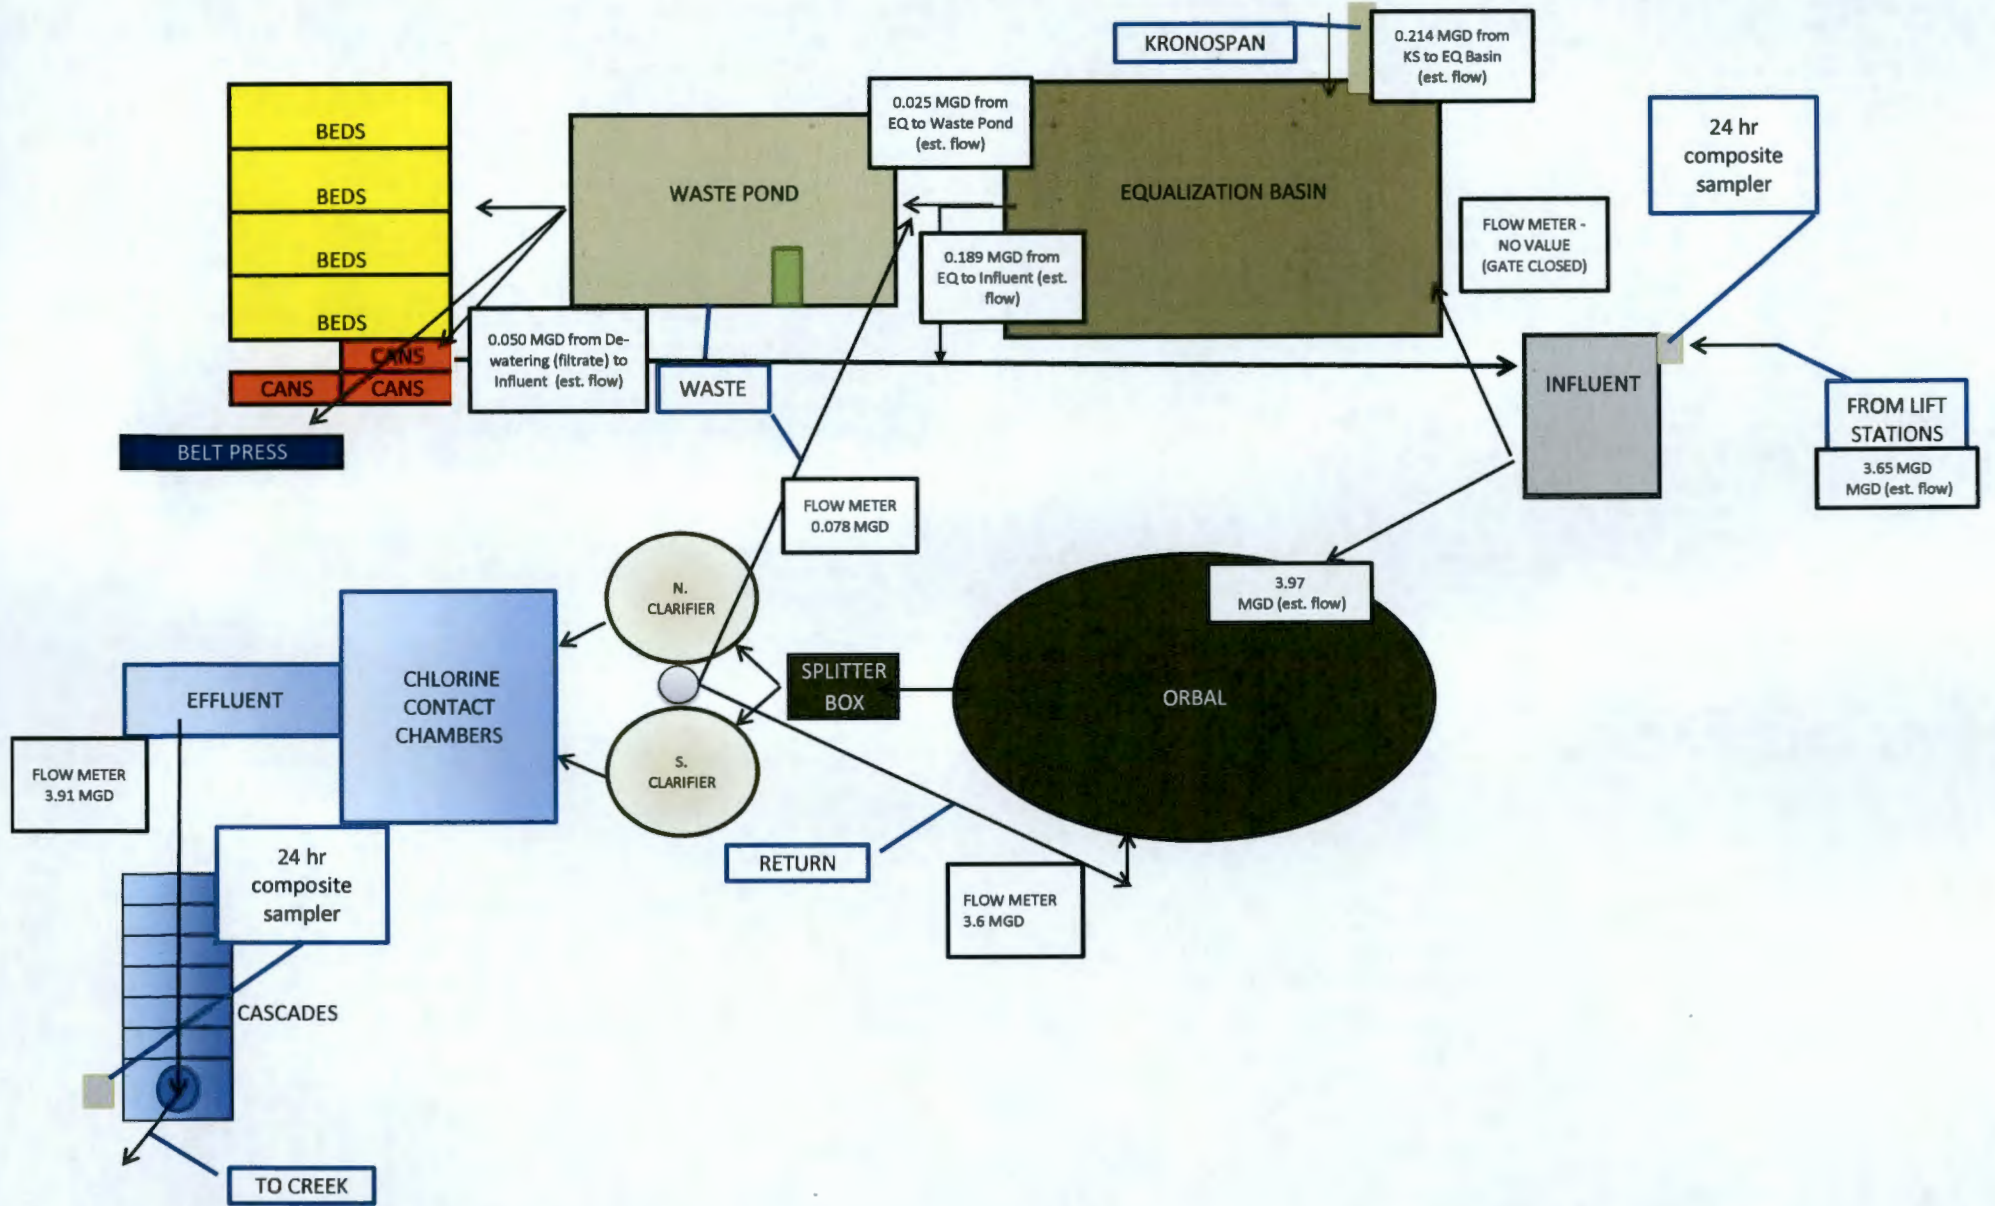 KRONOSPAN
0.214 MGD from
KS to EQ Basin
(est. flow)
0.025 MGD from
EQ to Waste Pond
(est. flow)
24 hr
composite
sampler
BEDS
BEDS
BEDS
BEDS
WASTE POND
EQUALIZATION BASIN
FLOW METER -
NO VALUE
(GATE CLOSED)
0.189 MGD from
EQ to Influent (est.
flow)
0.050 MGD from De-
watering (filtrate) to
Influent (est. flow)
CANS
CANS
CANS
WASTE
INFLUENT
FROM LIFT
STATIONS
3.65 MGD
MGD (est. flow)
BELT PRESS
FLOW METER
0.078 MGD
N.
CLARIFIER
3.97
MGD (est. flow)
SPLITTER
BOX
ORBAL
EFFLUENT
CHLORINE
CONTACT
CHAMBERS
S.
CLARIFIER
FLOW METER
3.91 MGD
24 hr
composite
sampler
RETURN
FLOW METER
3.6 MGD
CASCADES
TO CREEK